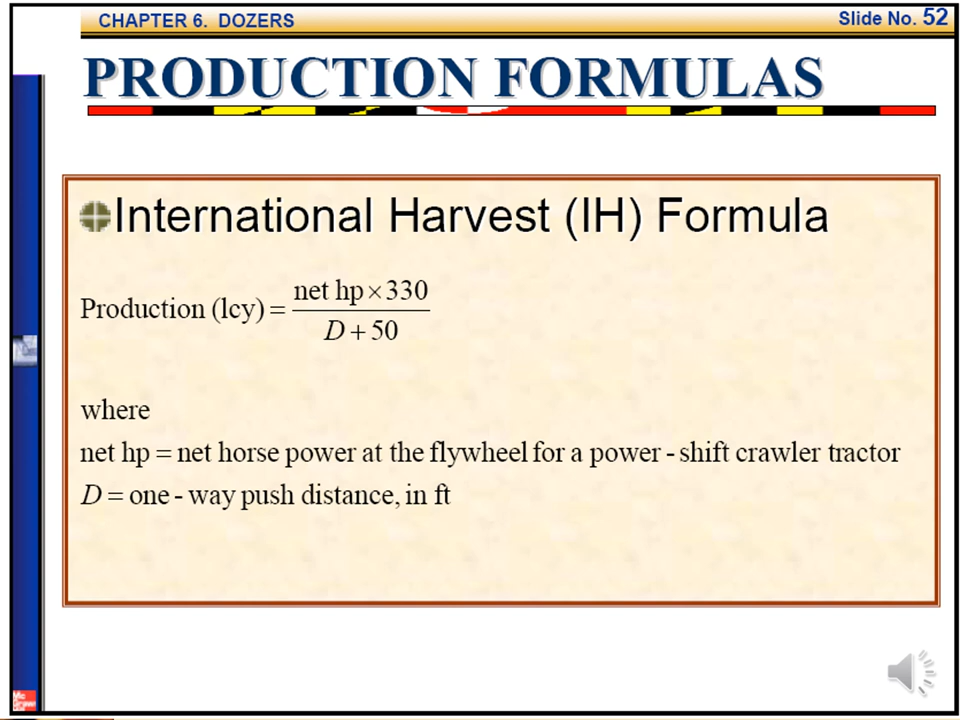 CHAPTER 6. DOZERS
Slide No. 52
PRODUCTION FORMULAS
International Harvest (IH) Formula
Production (lcy) = net hp × 330 / D + 50
where
net hp = net horse power at the flywheel for a power - shift crawler tractor
D = one - way push distance, in ft